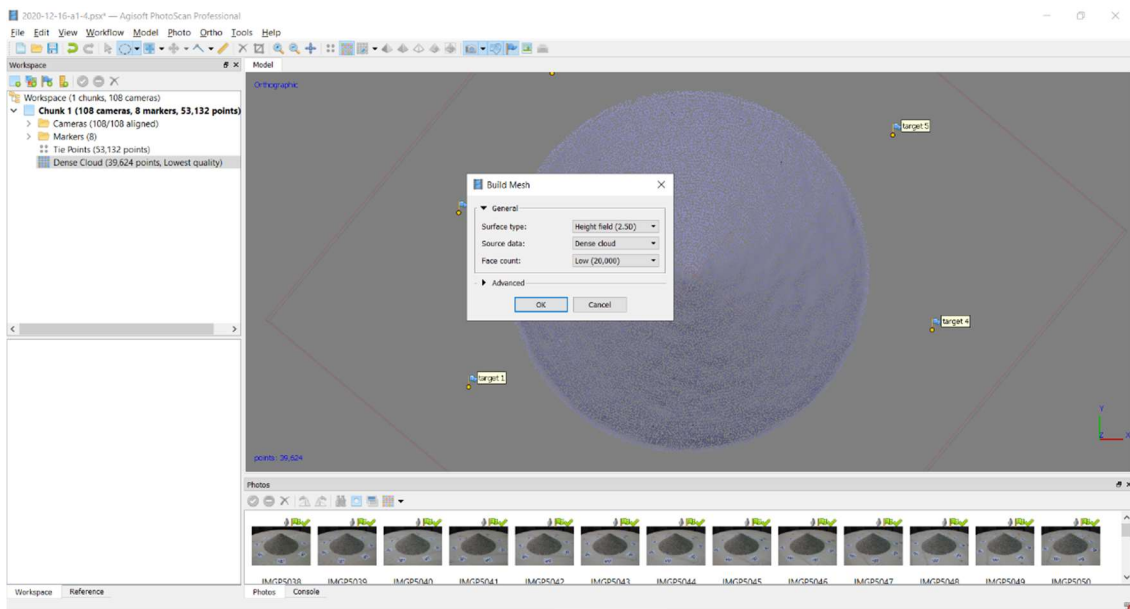 2020-12-16-a1-4.psx* — Agisoft PhotoScan Professional
File Edit View Workflow Model Photo Ortho Tools Help
Workspace
Model
Workspace (1 chunks, 108 cameras)
Chunk 1 (108 cameras, 8 markers, 53,132 points)
Cameras (108/108 aligned)
Markers (8)
Tie Points (53,132 points)
Dense Cloud (39,624 points, Lowest quality)
Orthographic
target 5
Build Mesh
General
Surface type: Height field (2.5D)
Source data: Dense cloud
Face count: Low (20,000)
Advanced
OK Cancel
target 4
target 1
Y
Z X
points: 39,624
Photos
IMGP5038 IMGP5039 IMGP5040 IMGP5041 IMGP5042 IMGP5043 IMGP5044 IMGP5045 IMGP5046 IMGP5047 IMGP5048 IMGP5049 IMGP5050
Workspace Reference
Photos Console